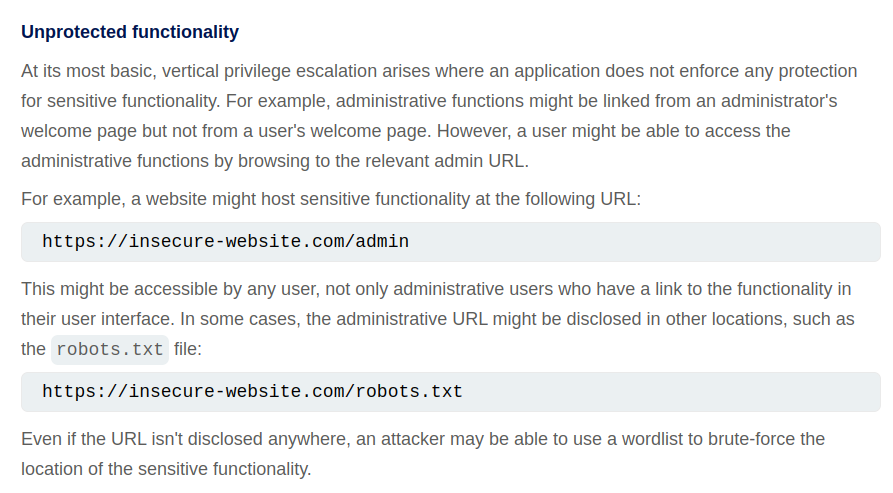 Unprotected functionality
At its most basic, vertical privilege escalation arises where an application does not enforce any protection
for sensitive functionality. For example, administrative functions might be linked from an administrator's
welcome page but not from a user's welcome page. However, a user might be able to access the
administrative functions by browsing to the relevant admin URL.
For example, a website might host sensitive functionality at the following URL:
https://insecure-website.com/admin
This might be accessible by any user, not only administrative users who have a link to the functionality in
their user interface. In some cases, the administrative URL might be disclosed in other locations, such as
the robots.txt file:
https://insecure-website.com/robots.txt
Even if the URL isn't disclosed anywhere, an attacker may be able to use a wordlist to brute-force the
location of the sensitive functionality.